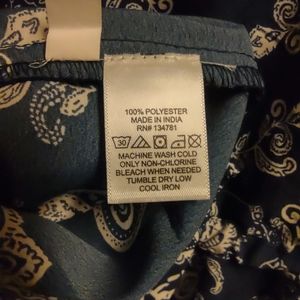 100% POLYESTER
MADE IN INDIA
RN# 134781
30
MACHINE WASH COLD
ONLY NON-CHLORINE
BLEACH WHEN NEEDED
TUMBLE DRY LOW
COOL IRON